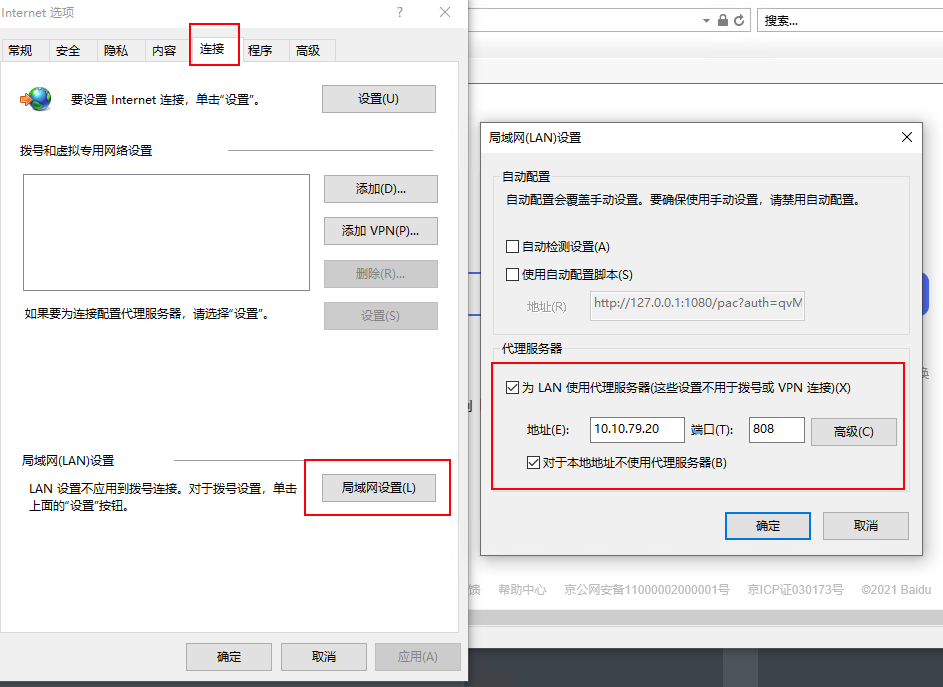 Internet 选项
?
搜索...
常规
安全
隐私
内容
连接
程序
高级
要设置 Internet 连接，单击“设置”。
设置(U)
拨号和虚拟专用网络设置
添加(D)...
添加 VPN(P)...
删除(R)...
设置(S)
如果要为连接配置代理服务器，请选择“设置”。
局域网(LAN)设置
LAN 设置不应用到拨号连接。对于拨号设置，单击
上面的“设置”按钮。
局域网设置(L)
确定
取消
应用(A)
局域网(LAN)设置
自动配置
自动配置会覆盖手动设置。要确保使用手动设置，请禁用自动配置。
自动检测设置(A)
使用自动配置脚本(S)
地址(R)
http://127.0.0.1:1080/pac?auth=qvM
代理服务器
为 LAN 使用代理服务器(这些设置不用于拨号或 VPN 连接)(X)
地址(E):
10.10.79.20
端口(T):
808
高级(C)
对于本地地址不使用代理服务器(B)
确定
取消
馈 帮助中心 京公网安备11000002000001号 京ICP证030173号 ©2021 Baidu